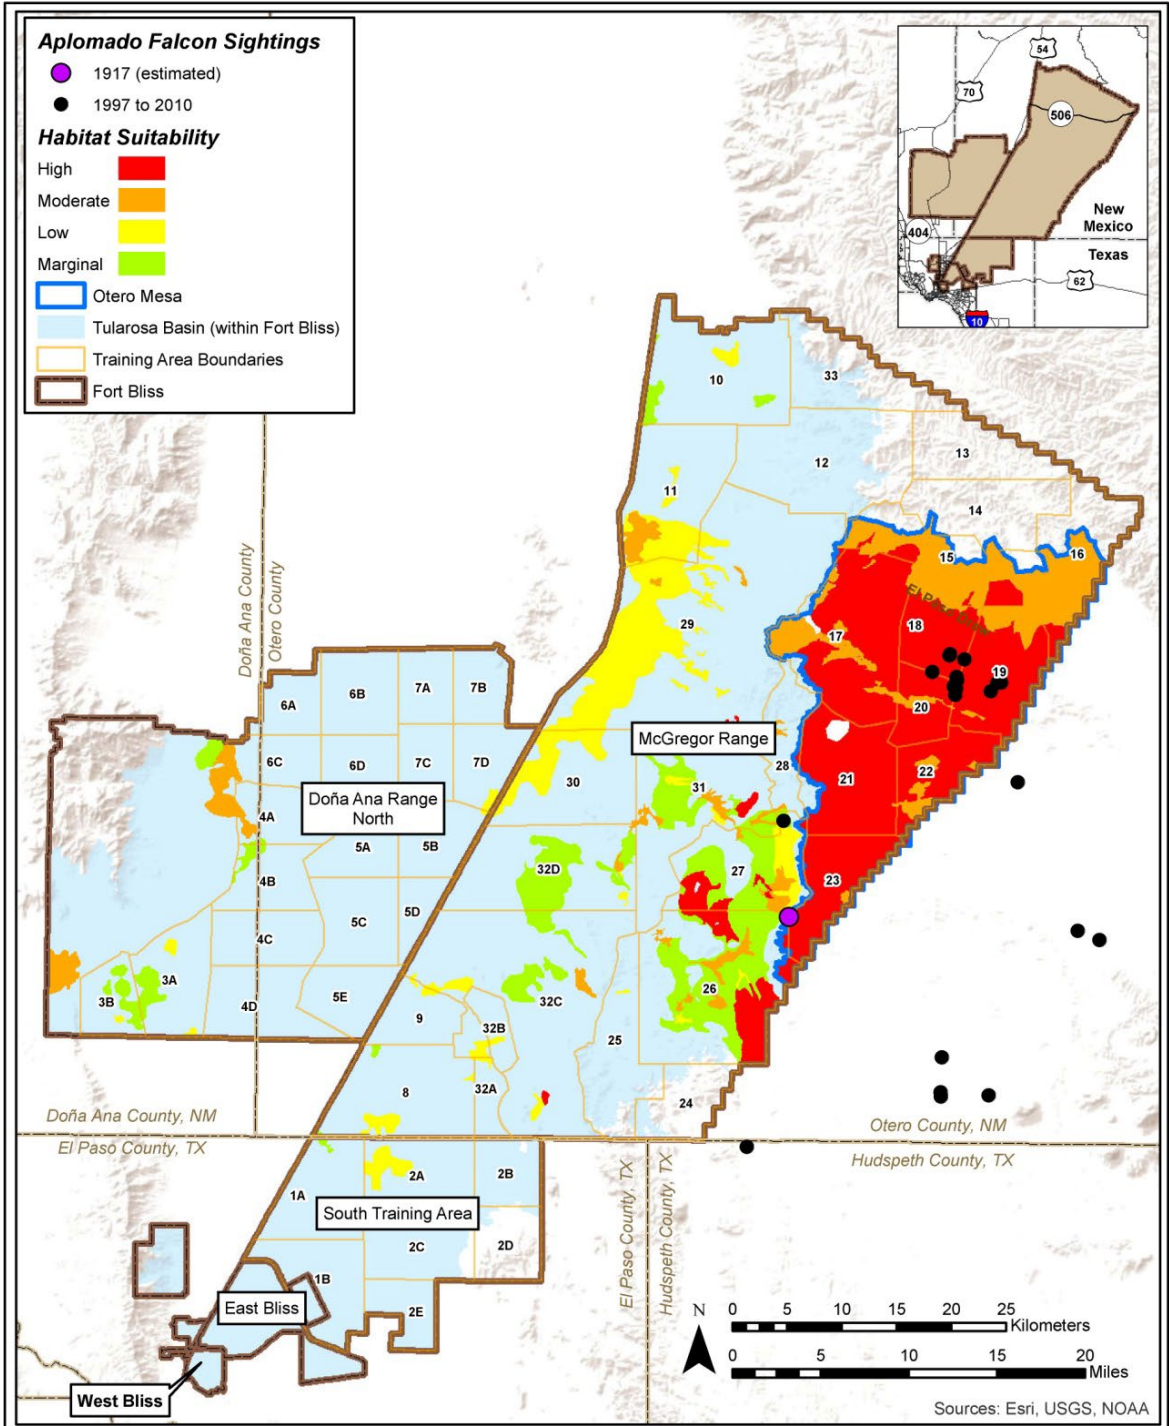 Aplomado Falcon Sightings
1917 (estimated)
1997 to 2010
Habitat Suitability
High
Moderate
Low
Marginal
Otero Mesa
Tularosa Basin (within Fort Bliss)
Training Area Boundaries
Fort Bliss
54
70
506
404
New
Mexico
Texas
62
10
33
10
13
12
11
14
15
16
El Paso Draw
Doña Ana County
Otero County
29
17
18
19
20
6A
6B
7A
7B
6C
6D
7C
7D
McGregor Range
28
21
22
30
31
Doña Ana Range
North
4A
5A
5B
4B
32D
27
23
5C
5D
4C
3A
3B
4D
5E
9
32C
32B
26
25
8
32A
24
Doña Ana County, NM
El Paso County, TX
Otero County, NM
Hudspeth County, TX
El Paso County, TX
Hudspeth County, TX
1A
2A
2B
South Training Area
2C
2D
1B
East Bliss
2E
West Bliss
N
0 5 10 15 20 25
Kilometers
0 5 10 15 20
Miles
Sources: Esri, USGS, NOAA